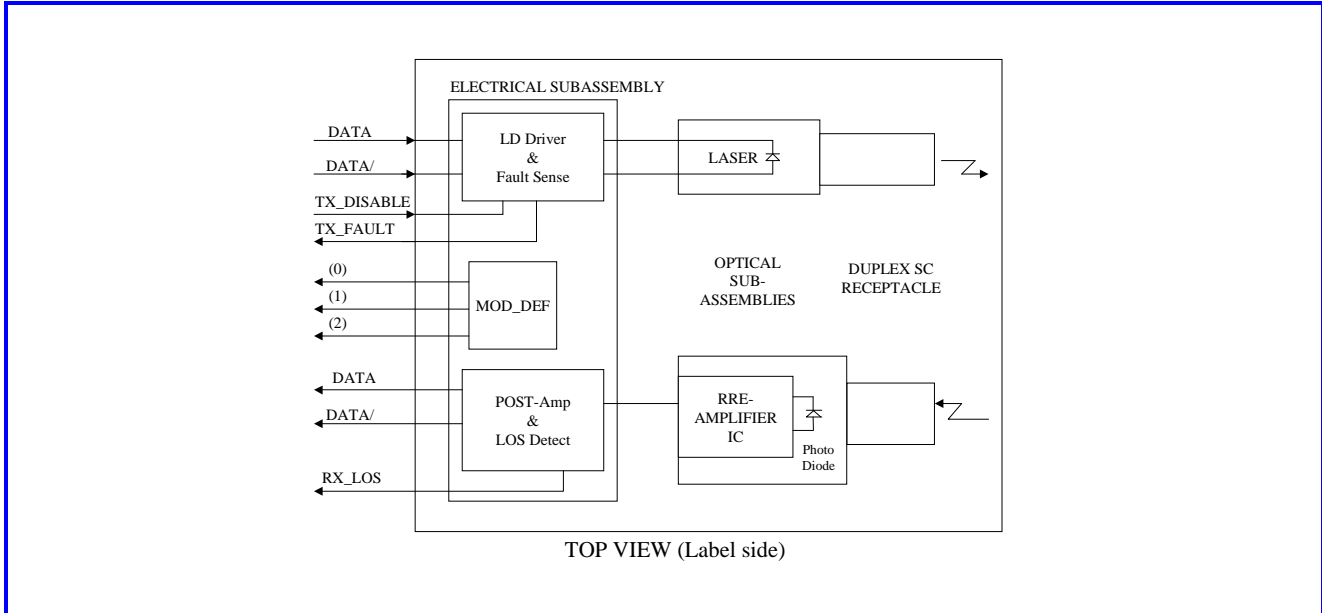 ELECTRICAL SUBASSEMBLY
DATA
DATA/
TX_DISABLE
TX_FAULT
LD Driver
&
Fault Sense
LASER
(0)
(1)
(2)
MOD_DEF
OPTICAL
SUB-
ASSEMBLIES
DUPLEX SC
RECEPTACLE
DATA
DATA/
RX_LOS
POST-Amp
&
LOS Detect
RRE-
AMPLIFIER
IC
Photo
Diode
TOP VIEW (Label side)